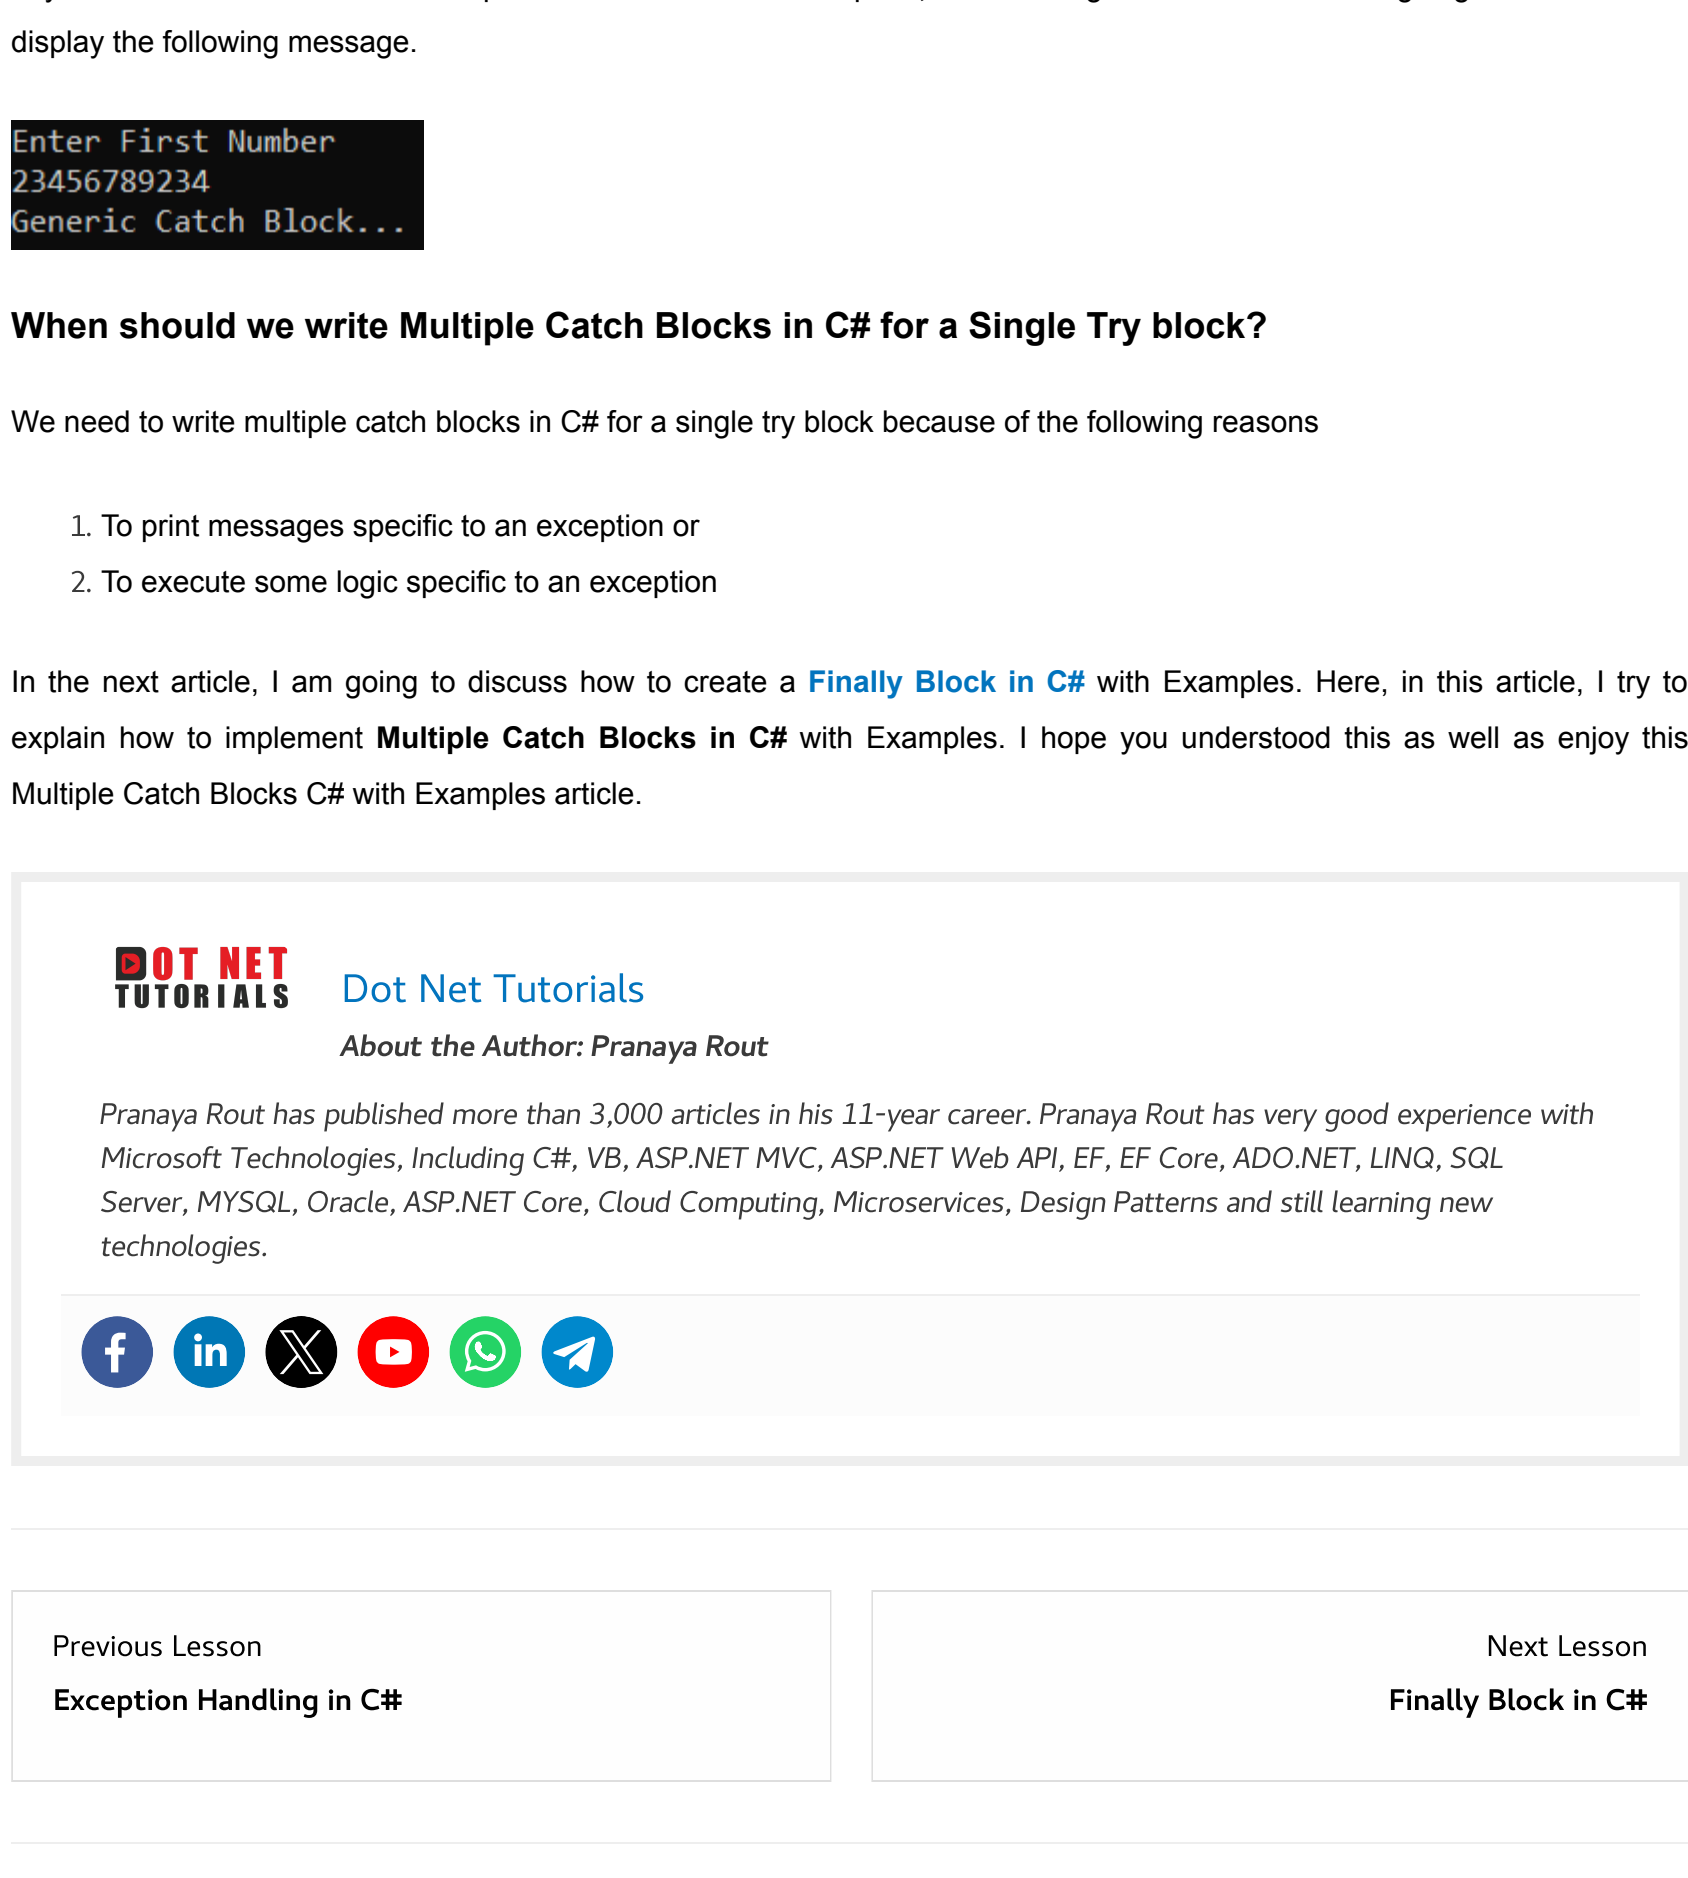 display the following message.
Enter First Number
23456789234
Generic Catch Block...
When should we write Multiple Catch Blocks in C# for a Single Try block?
We need to write multiple catch blocks in C# for a single try block because of the following reasons
1. To print messages specific to an exception or
2. To execute some logic specific to an exception
In the next article, I am going to discuss how to create a Finally Block in C# with Examples. Here, in this article, I try to
explain how to implement Multiple Catch Blocks in C# with Examples. I hope you understood this as well as enjoy this
Multiple Catch Blocks C# with Examples article.
DOT NET
TUTORIALS
Dot Net Tutorials
About the Author: Pranaya Rout
Pranaya Rout has published more than 3,000 articles in his 11-year career. Pranaya Rout has very good experience with
Microsoft Technologies, Including C#, VB, ASP.NET MVC, ASP.NET Web API, EF, EF Core, ADO.NET, LINQ, SQL
Server, MYSQL, Oracle, ASP.NET Core, Cloud Computing, Microservices, Design Patterns and still learning new
technologies.
Previous Lesson
Exception Handling in C#
Next Lesson
Finally Block in C#